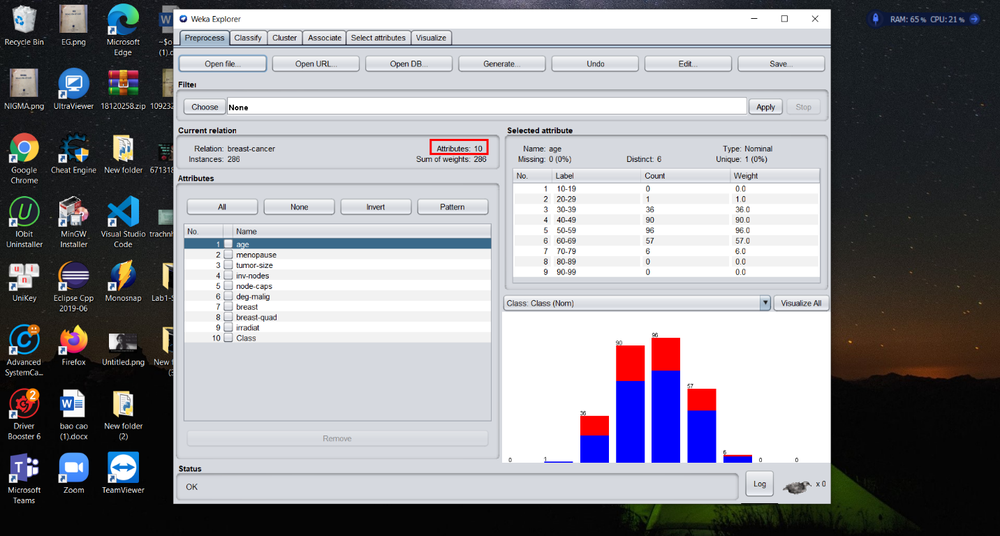 Recycle Bin
EG.png
Microsoft
Edge
~$o
(1).d
NIGMA.png
UltraViewer
18120258.zip
10923
Google
Chrome
Cheat Engine
New folder
671318
IObit
Uninstaller
MinGW
Installer
Visual Studio
Code
trachnh
UniKey
Eclipse Cpp
2019-06
Monosnap
Lab1-S
Advanced
SystemCa...
Firefox
Untitled.png
New f
(3
Driver
Booster 6
bao cao
(1).docx
New folder
(2)
Microsoft
Teams
Zoom
TeamViewer
Weka Explorer
Preprocess Classify Cluster Associate Select attributes Visualize
Open file... Open URL... Open DB... Generate... Undo Edit... Save...
Filter
Choose None Apply Stop
Current relation
Relation: breast-cancer Attributes: 10
Instances: 286 Sum of weights: 286
Attributes
All None Invert Pattern
No. Name
1 age
2 menopause
3 tumor-size
4 inv-nodes
5 node-caps
6 deg-malig
7 breast
8 breast-quad
9 irradiat
10 Class
Remove
Selected attribute
Name: age Type: Nominal
Missing: 0 (0%) Distinct: 6 Unique: 1 (0%)
No. Label Count Weight
1 10-19 0 0.0
2 20-29 1 1.0
3 30-39 36 36.0
4 40-49 90 90.0
5 50-59 96 96.0
6 60-69 57 57.0
7 70-79 6 6.0
8 80-89 0 0.0
9 90-99 0 0.0
Class: Class (Nom) Visualize All
0 1 36 90 96 57 6 0 0
Status
OK Log x 0
RAM: 65 % CPU: 21 %